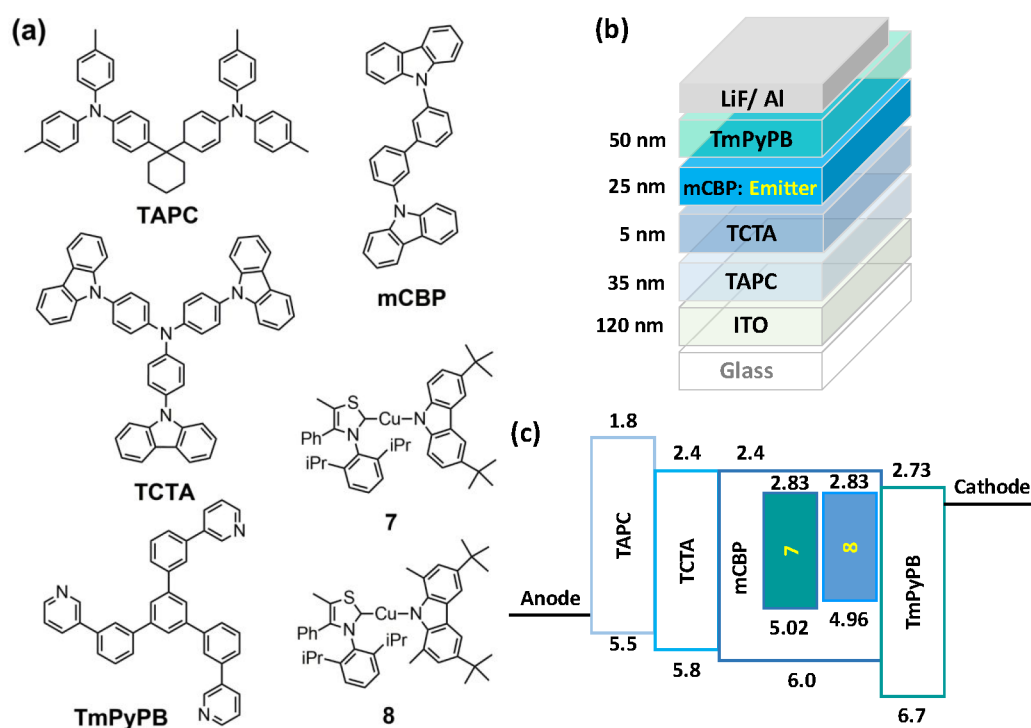 (a)
N
N
TAPC
N
N
mCBP
N
N
N
N
TCTA
N
N
N
TmPyPB
S
Cu
N
Ph
N
iPr
iPr
7
S
Cu
N
Ph
N
iPr
iPr
8
(b)
LiF/ Al
50 nm TmPyPB
25 nm mCBP: Emitter
5 nm TCTA
35 nm TAPC
120 nm ITO
Glass
(c)
1.8
2.4
2.4
2.83
2.83
2.73
Cathode
Anode
TAPC
TCTA
mCBP
7
8
TmPyPB
5.02
4.96
5.5
5.8
6.0
6.7